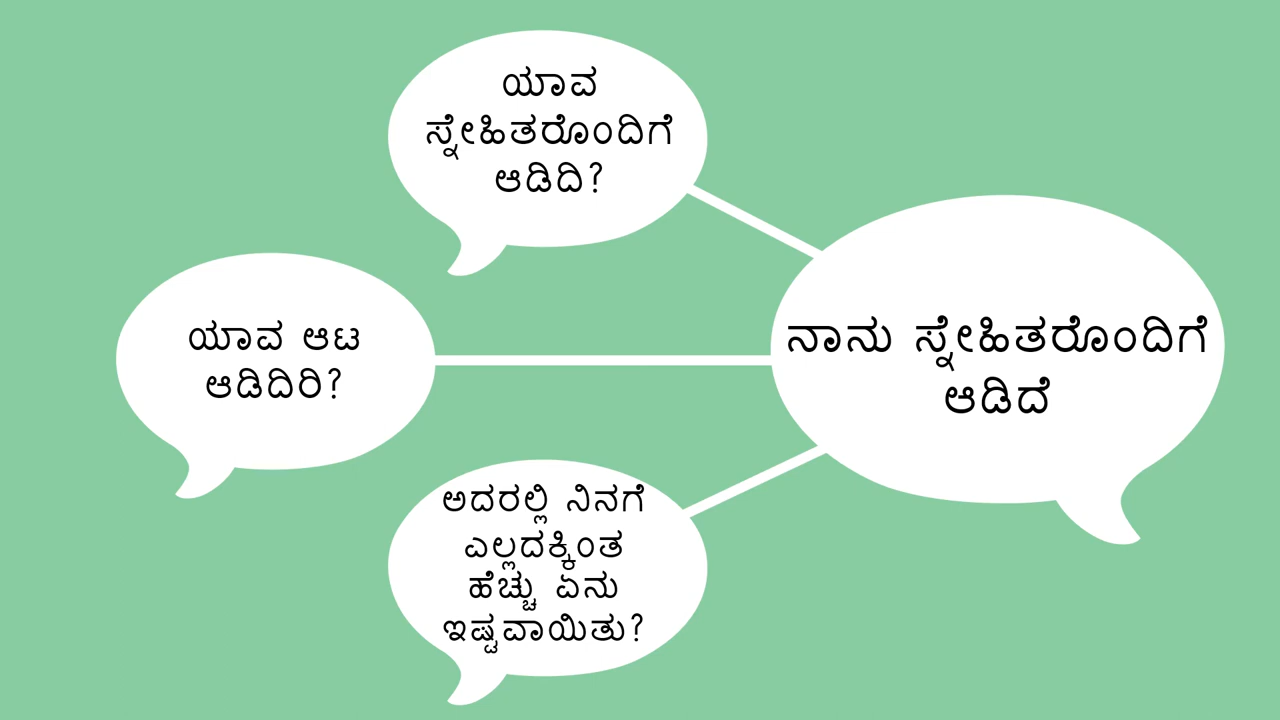 ಯಾವ
ಸ್ನೇಹಿತರೊಂದಿಗೆ
ಆಡಿದಿ?
ಯಾವ ಆಟ
ಆಡಿದಿರಿ?
ಅದರಲ್ಲಿ ನಿನಗೆ
ಎಲ್ಲದಕ್ಕಿಂತ
ಹೆಚ್ಚು ಏನು
ಇಷ್ಟವಾಯಿತು?
ನಾನು ಸ್ನೇಹಿತರೊಂದಿಗೆ
ಆಡಿದೆ